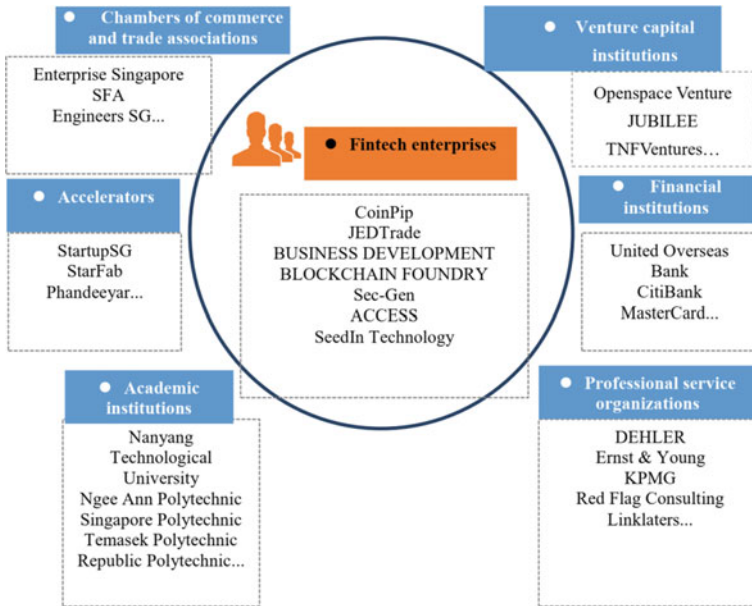 ● Chambers of commerce
and trade associations
Enterprise Singapore
SFA
Engineers SG...
● Venture capital
institutions
Openspace Venture
JUBILEE
TNFVentures…
● Fintech enterprises
CoinPip
JEDTrade
BUSINESS DEVELOPMENT
BLOCKCHAIN FOUNDRY
Sec-Gen
ACCESS
SeedIn Technology
● Accelerators
StartupSG
StarFab
Phandeeyar...
● Financial
institutions
United Overseas
Bank
CitiBank
MasterCard...
● Academic
institutions
Nanyang
Technological
University
Ngee Ann Polytechnic
Singapore Polytechnic
Temasek Polytechnic
Republic Polytechnic...
● Professional service
organizations
DEHLER
Ernst & Young
KPMG
Red Flag Consulting
Linklaters...